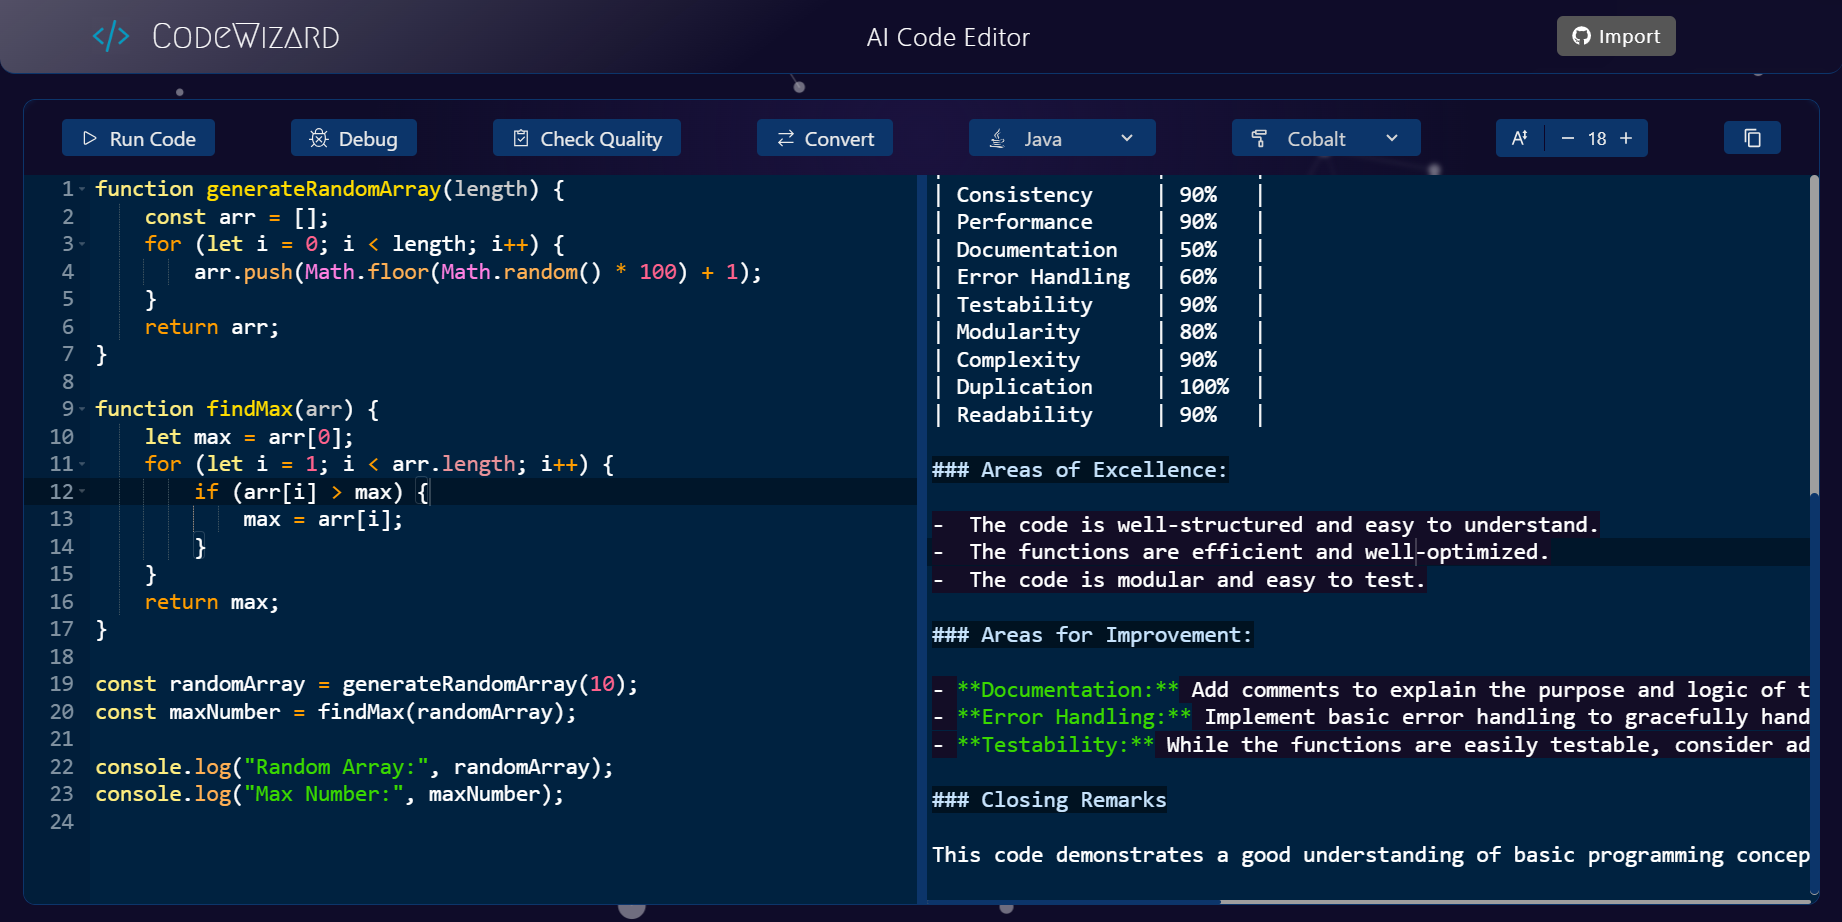 </> CODEWIZARD
AI Code Editor
Import
Run Code
Debug
Check Quality
Convert
Java
Cobalt
A
− 18 +
1 function generateRandomArray(length) {
2     const arr = [];
3     for (let i = 0; i < length; i++) {
4         arr.push(Math.floor(Math.random() * 100) + 1);
5     }
6     return arr;
7 }
8
9 function findMax(arr) {
10     let max = arr[0];
11     for (let i = 1; i < arr.length; i++) {
12         if (arr[i] > max) {
13             max = arr[i];
14         }
15     }
16     return max;
17 }
18
19 const randomArray = generateRandomArray(10);
20 const maxNumber = findMax(randomArray);
21
22 console.log("Random Array:", randomArray);
23 console.log("Max Number:", maxNumber);
24
| Consistency     | 90%   |
| Performance     | 90%   |
| Documentation   | 50%   |
| Error Handling  | 60%   |
| Testability     | 90%   |
| Modularity      | 80%   |
| Complexity      | 90%   |
| Duplication     | 100%  |
| Readability     | 90%   |
### Areas of Excellence:
-  The code is well-structured and easy to understand.
-  The functions are efficient and well-optimized.
-  The code is modular and easy to test.
### Areas for Improvement:
- **Documentation:** Add comments to explain the purpose and logic of t
- **Error Handling:** Implement basic error handling to gracefully hand
- **Testability:** While the functions are easily testable, consider ad
### Closing Remarks
This code demonstrates a good understanding of basic programming concep